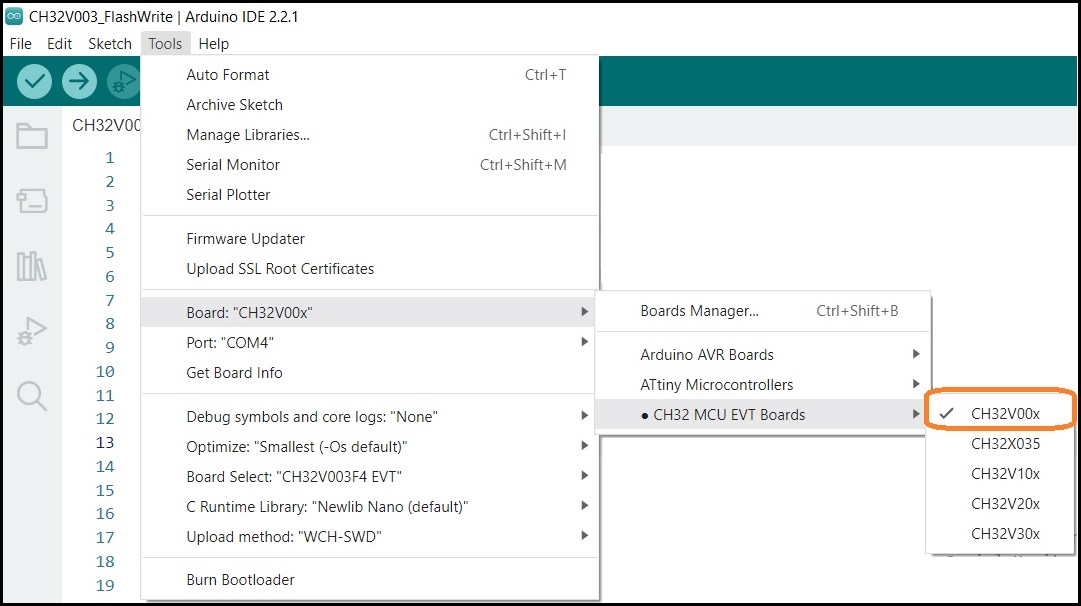 CH32V003_FlashWrite | Arduino IDE 2.2.1
File Edit Sketch Tools Help
CH32V00
Auto Format Ctrl+T
Archive Sketch
Manage Libraries... Ctrl+Shift+I
Serial Monitor Ctrl+Shift+M
Serial Plotter
Firmware Updater
Upload SSL Root Certificates
Board: "CH32V00x"
Port: "COM4"
Get Board Info
Debug symbols and core logs: "None"
Optimize: "Smallest (-Os default)"
Board Select: "CH32V003F4 EVT"
C Runtime Library: "Newlib Nano (default)"
Upload method: "WCH-SWD"
Burn Bootloader
Boards Manager... Ctrl+Shift+B
Arduino AVR Boards
ATtiny Microcontrollers
● CH32 MCU EVT Boards
✓ CH32V00x
CH32X035
CH32V10x
CH32V20x
CH32V30x
1
2
3
4
5
6
7
8
9
10
11
12
13
14
15
16
17
18
19